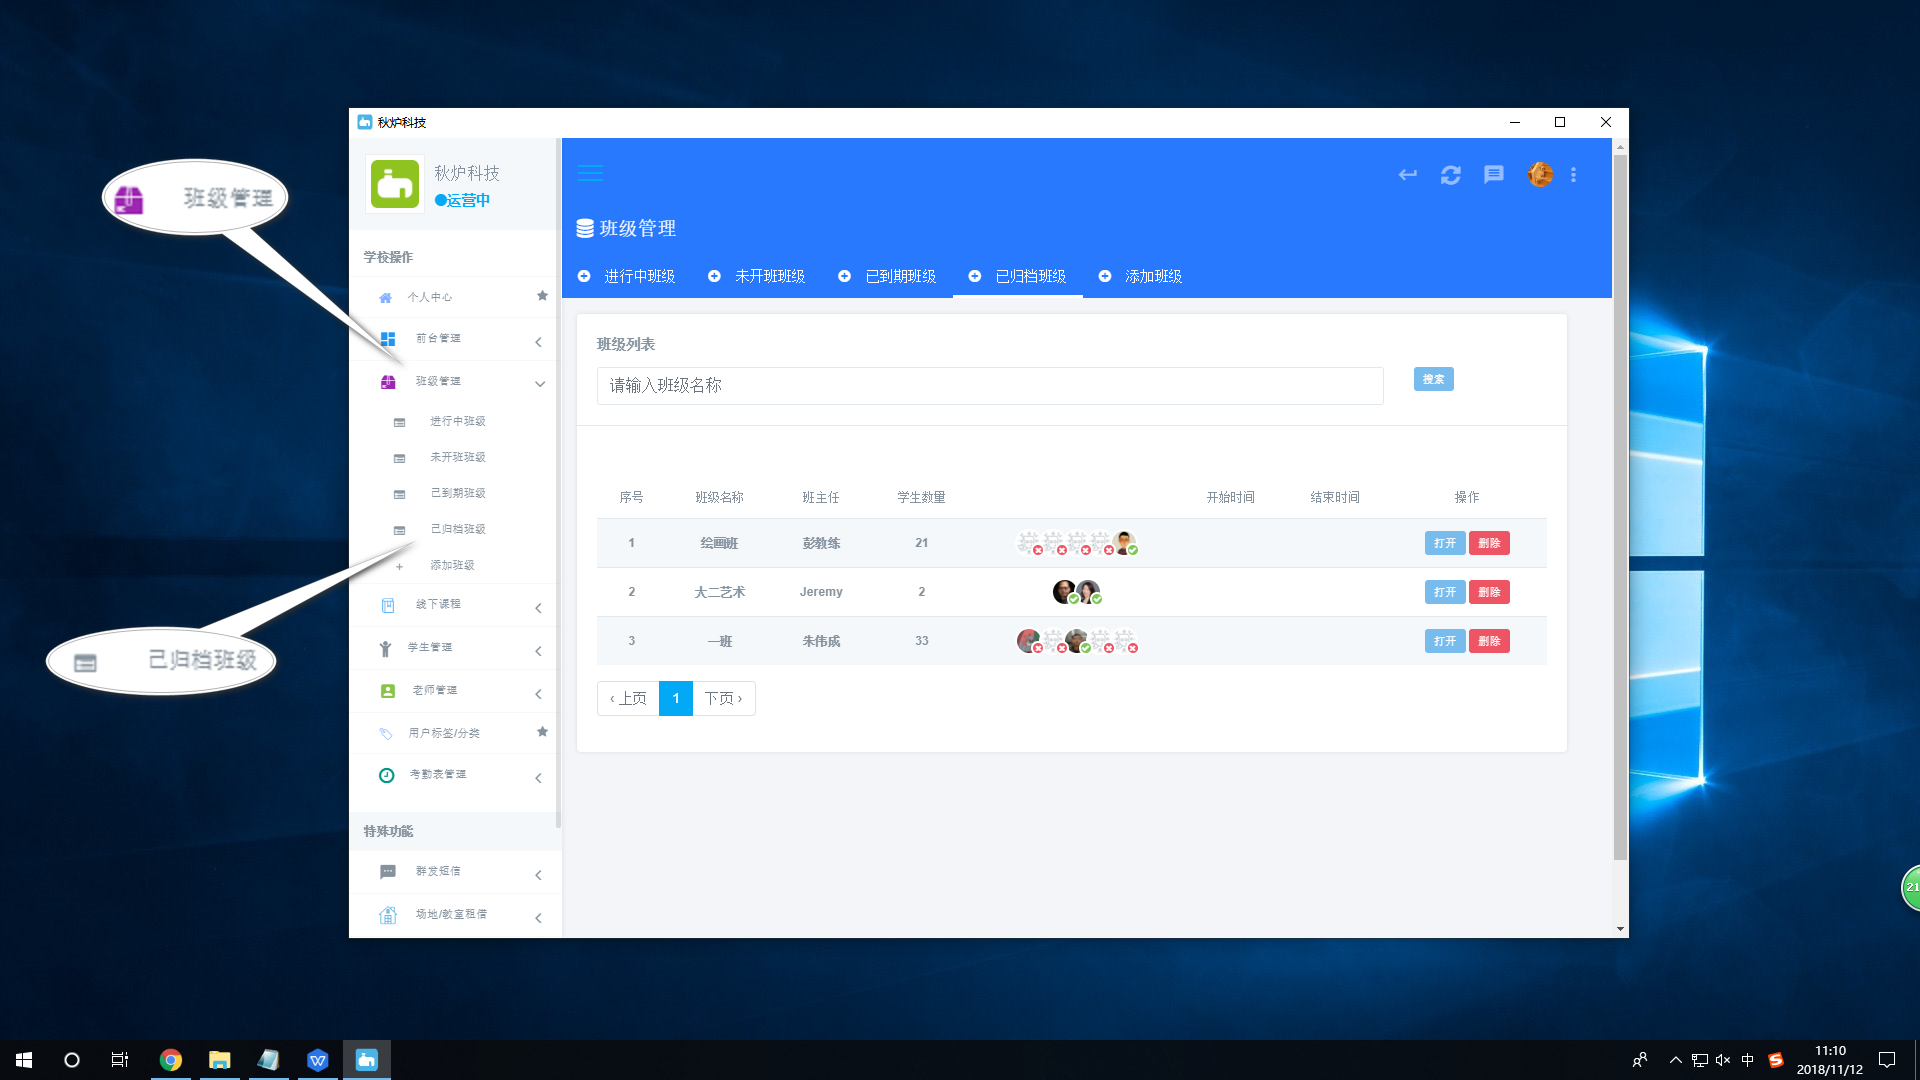 秋炉科技
班级管理
秋炉科技
运营中
学校操作
个人中心
前台管理
班级管理
进行中班级
未开班班级
已到期班级
已归档班级
添加班级
线下课程
学生管理
老师管理
用户标签/分类
考勤表管理
特殊功能
群发短信
场地/教室租借
已归档班级
班级管理
进行中班级 未开班班级 已到期班级 已归档班级 添加班级
班级列表
请输入班级名称 搜索
序号 班级名称 班主任 学生数量 开始时间 结束时间 操作
1 绘画班 彭教练 21 打开 删除
2 大二艺术 Jeremy 2 打开 删除
3 一班 朱伟成 33 打开 删除
‹ 上页 1 下页 ›
21
中
11:10
2018/11/12